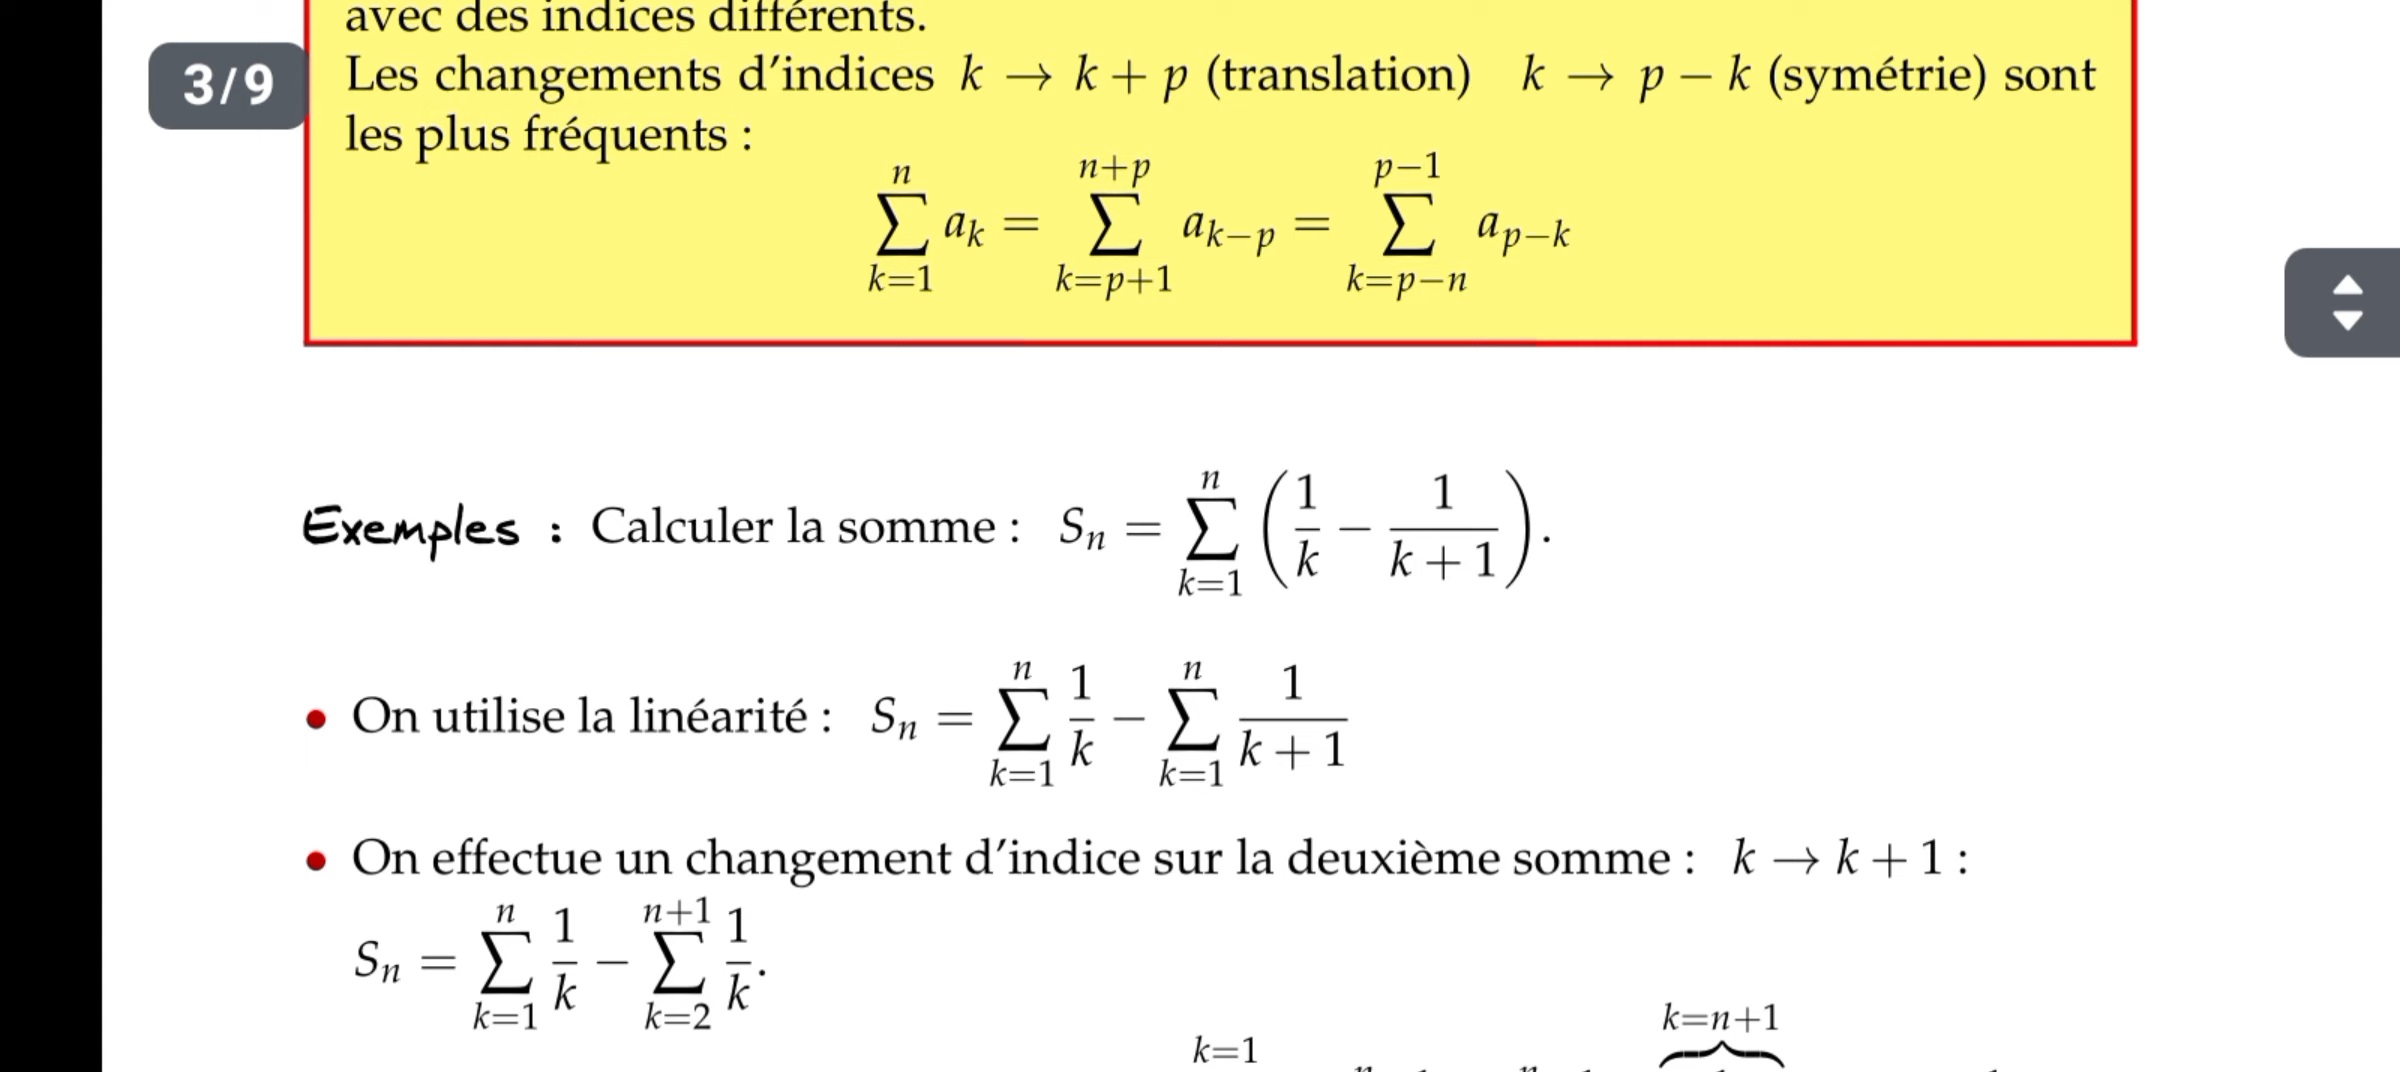 avec des indices différents.
3/9
Les changements d'indices k → k + p (translation) k → p − k (symétrie) sont
les plus fréquents :
∑_{k=1}^{n} a_k = ∑_{k=p+1}^{n+p} a_{k−p} = ∑_{k=p−n}^{p−1} a_{p−k}
Exemples : Calculer la somme : S_n = ∑_{k=1}^{n} (1/k − 1/(k+1)).
• On utilise la linéarité : S_n = ∑_{k=1}^{n} 1/k − ∑_{k=1}^{n} 1/(k+1)
• On effectue un changement d'indice sur la deuxième somme : k → k + 1 :
S_n = ∑_{k=1}^{n} 1/k − ∑_{k=2}^{n+1} 1/k.
k=1 k=n+1